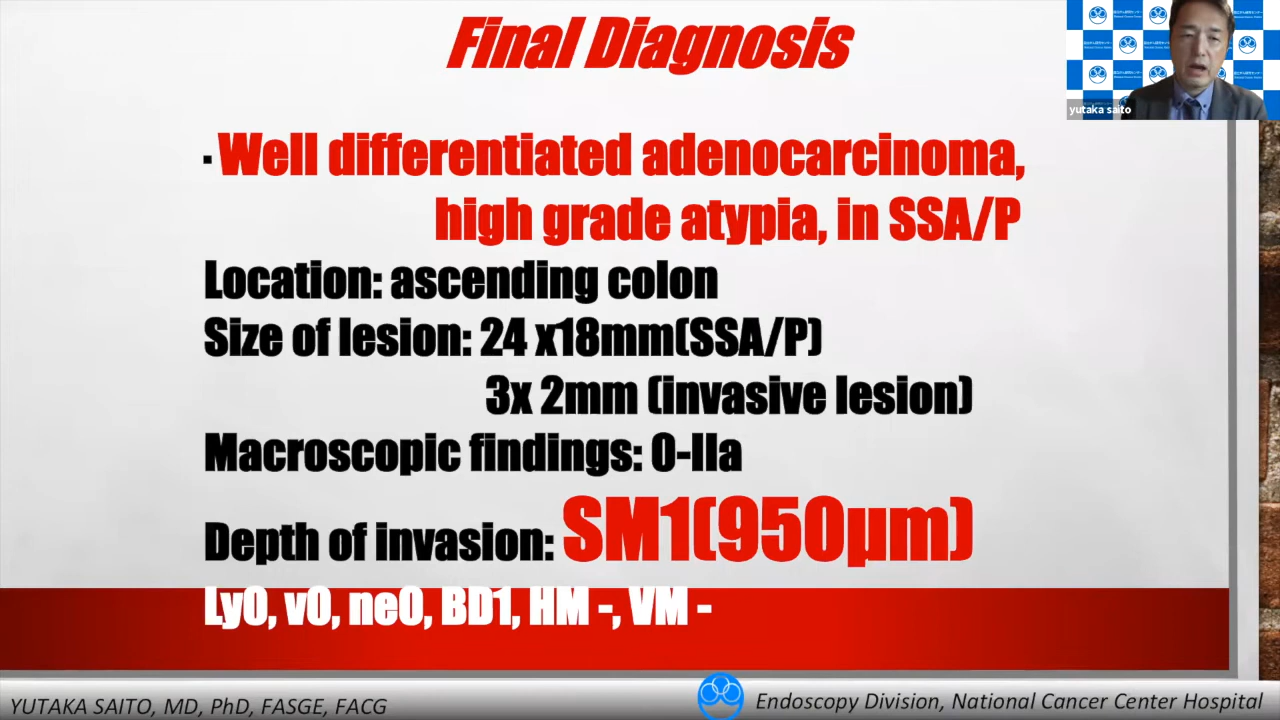 Final Diagnosis
▪Well differentiated adenocarcinoma,
high grade atypia, in SSA/P
Location: ascending colon
Size of lesion: 24 x18mm(SSA/P)
3x 2mm (invasive lesion)
Macroscopic findings: 0-IIa
Depth of invasion: SM1(950µm)
Ly0, v0, ne0, BD1, HM -, VM -
yutaka saito
YUTAKA SAITO, MD, PhD, FASGE, FACG
Endoscopy Division, National Cancer Center Hospital